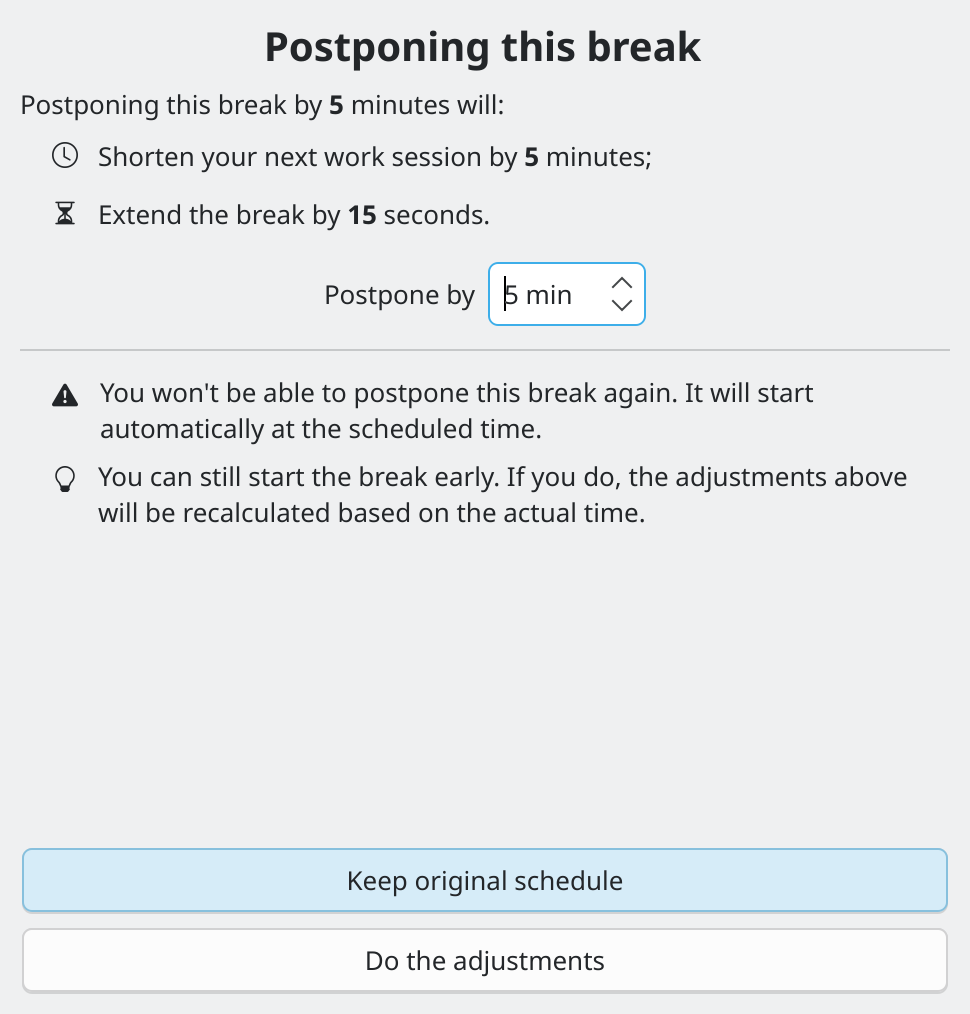 Postponing this break
Postponing this break by 5 minutes will:
Shorten your next work session by 5 minutes;
Extend the break by 15 seconds.
Postpone by 5 min
You won't be able to postpone this break again. It will start
automatically at the scheduled time.
You can still start the break early. If you do, the adjustments above
will be recalculated based on the actual time.
Keep original schedule
Do the adjustments